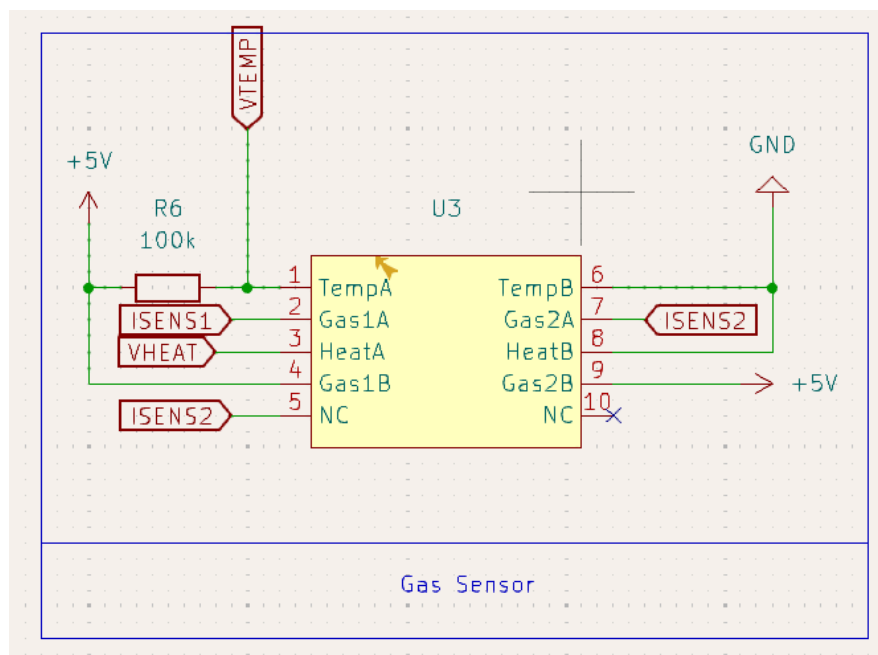 VTEMP
+5V
GND
R6
100k
U3
1
TempA
TempB
6
2
ISENS1
Gas1A
Gas2A
7
ISENS2
3
VHEAT
HeatA
HeatB
8
4
Gas1B
Gas2B
9
+5V
5
ISENS2
NC
NC
10
Gas Sensor